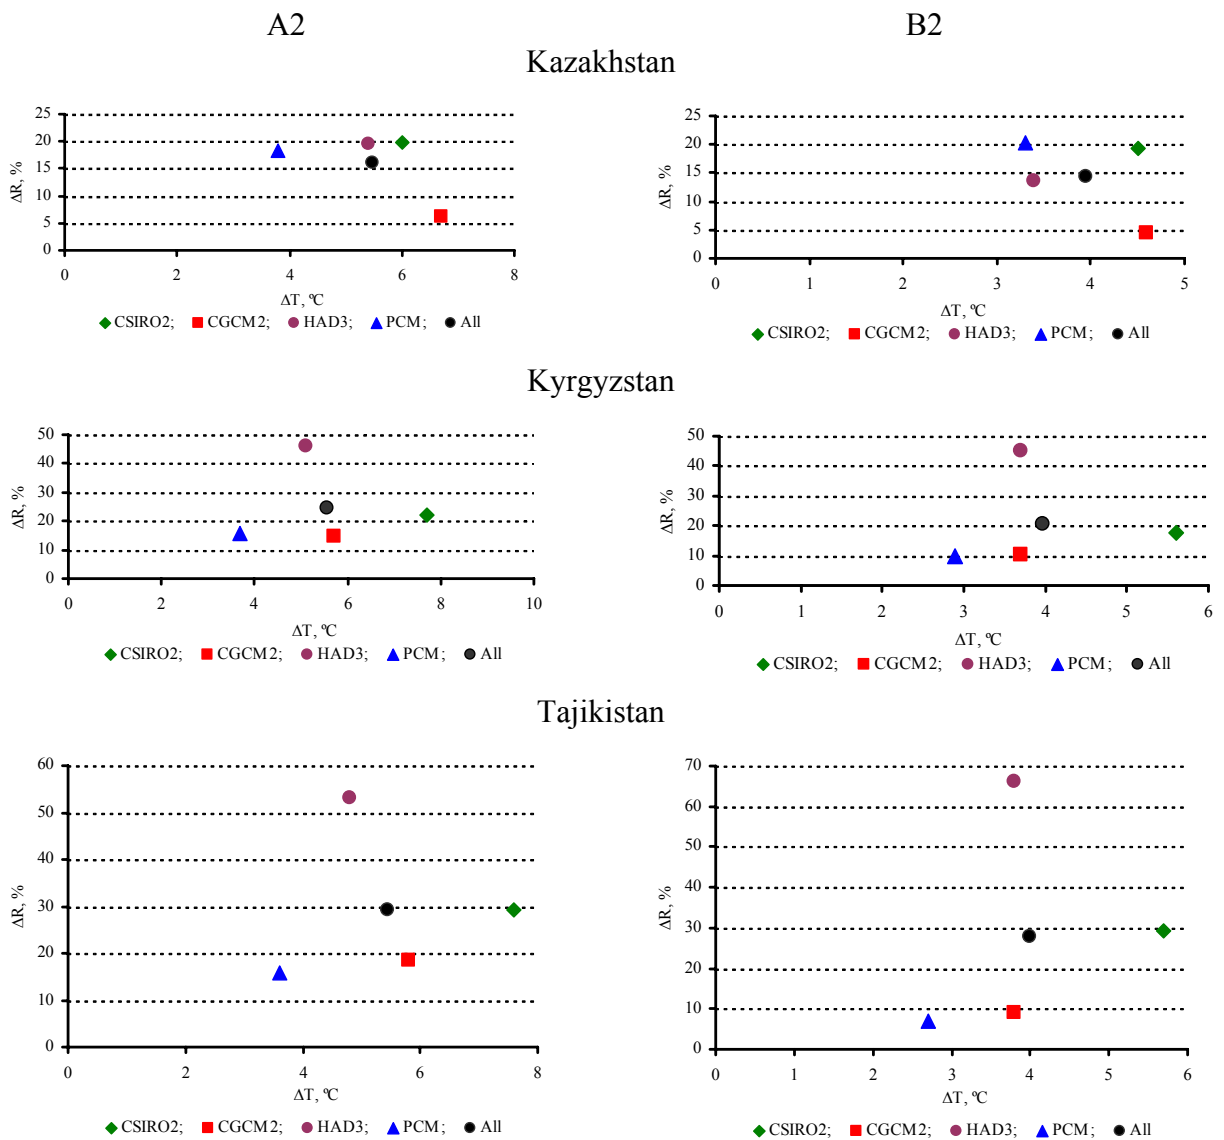 A2
B2
Kazakhstan
25
20
15
10
5
0
ΔR, %
0 2 4 6 8
ΔT, ºC
CSIRO2; CGCM2; HAD3; PCM; All
25
20
15
10
5
0
ΔR, %
0 1 2 3 4 5
ΔT, ºC
CSIRO2; CGCM2; HAD3; PCM; All
Kyrgyzstan
50
40
30
20
10
0
ΔR, %
0 2 4 6 8 10
ΔT, ºC
CSIRO2; CGCM2; HAD3; PCM; All
50
40
30
20
10
0
ΔR, %
0 1 2 3 4 5 6
ΔT, ºC
CSIRO2; CGCM2; HAD3; PCM; All
Tajikistan
60
50
40
30
20
10
0
ΔR, %
0 2 4 6 8
ΔT, ºC
CSIRO2; CGCM2; HAD3; PCM; All
70
60
50
40
30
20
10
0
ΔR, %
0 1 2 3 4 5 6
ΔT, ºC
CSIRO2; CGCM2; HAD3; PCM; All